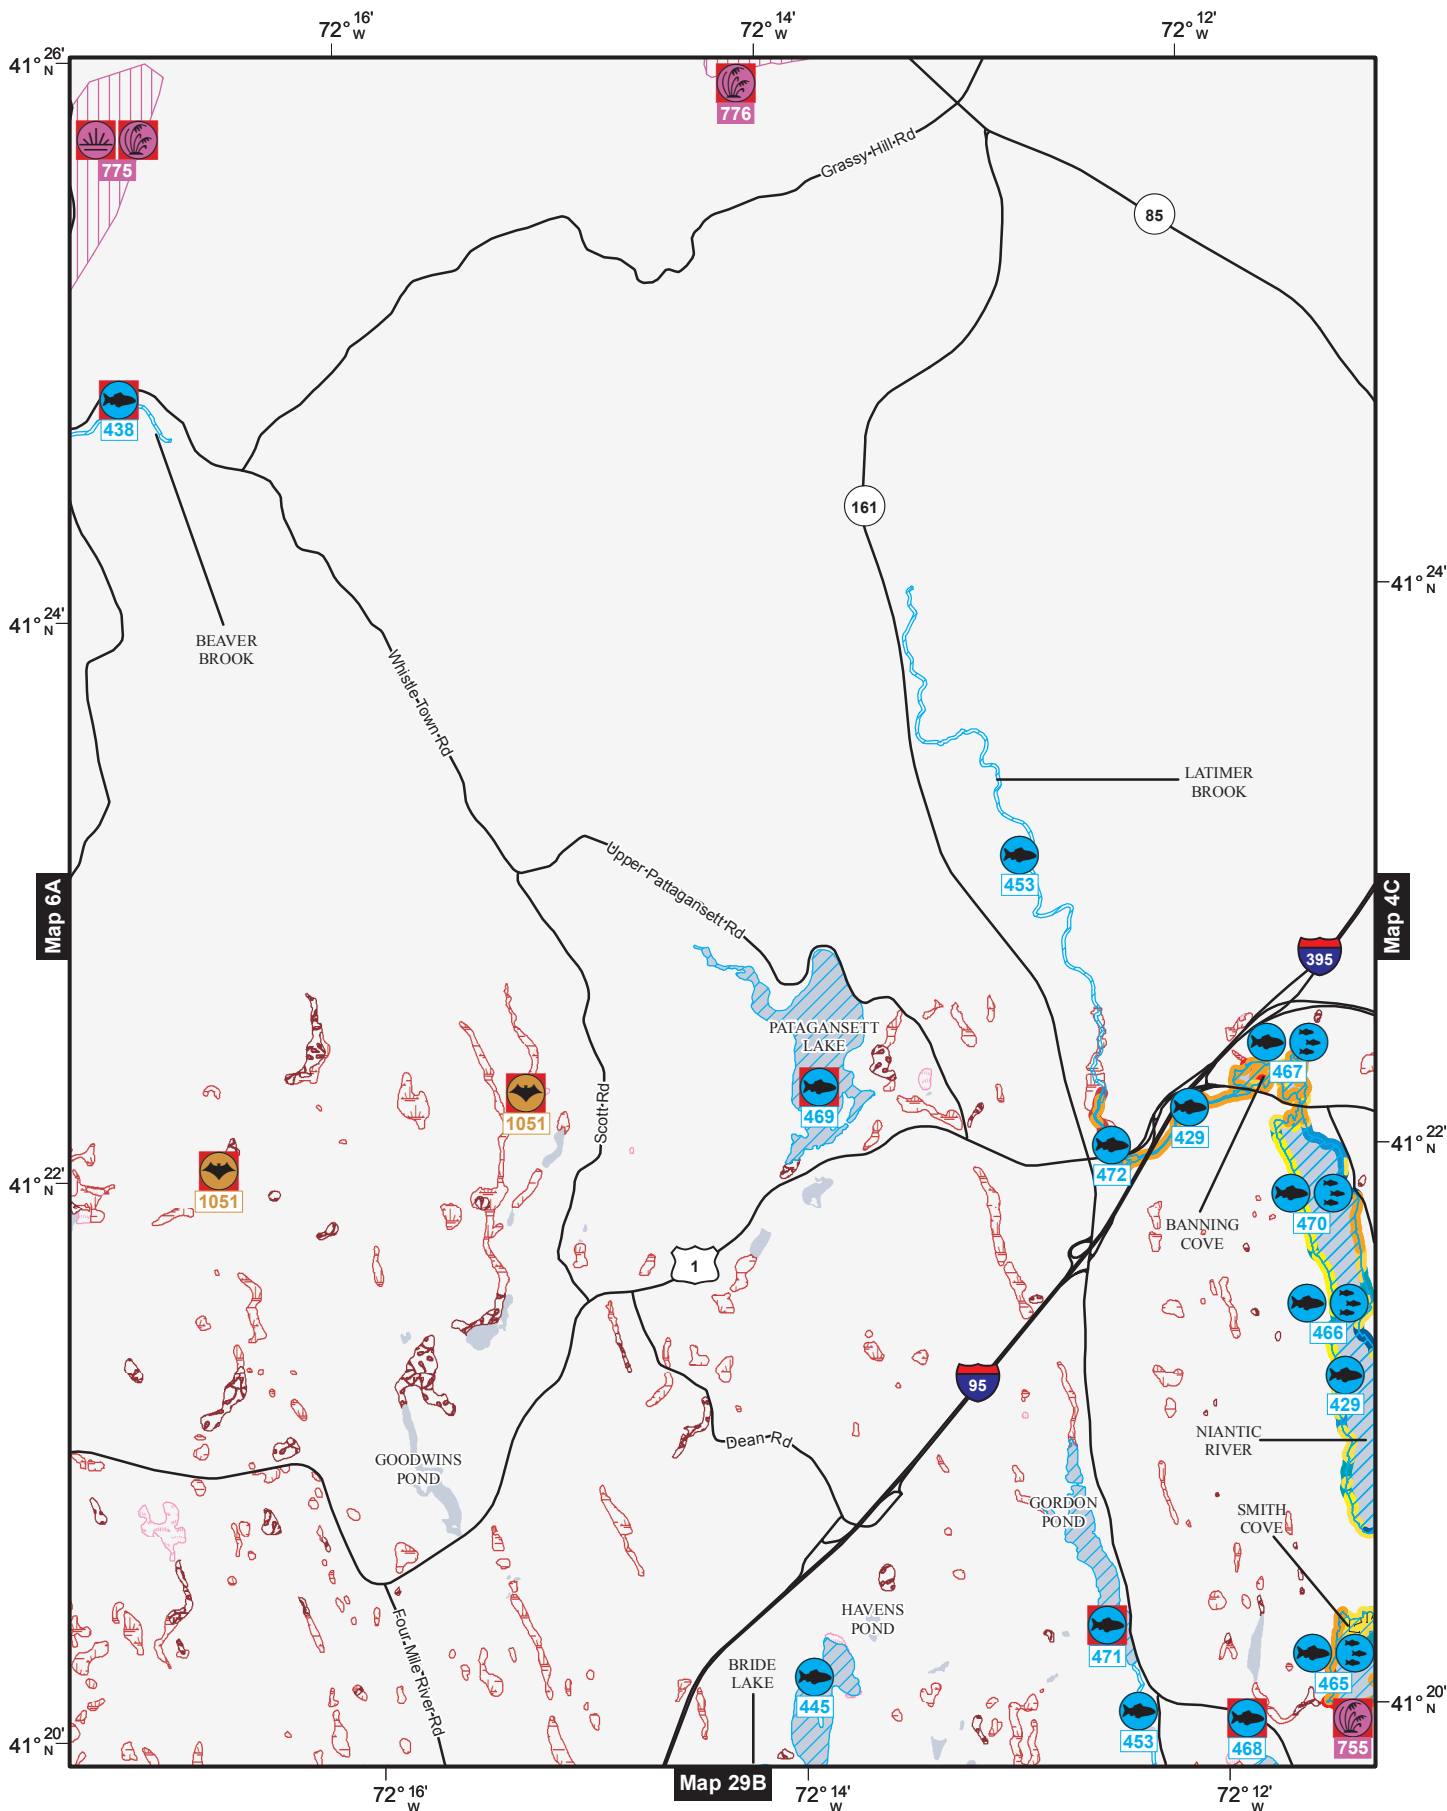 72° 16' W
72° 14' W
72° 12' W
41° 26' N
776
775
Grassy Hill Rd
85
438
161
41° 24' N
41° 24' N
BEAVER
BROOK
Whistle Town Rd
LATIMER
BROOK
Upper Pattagansett Rd
453
Map 6A
Map 4C
395
PATAGANSETT
LAKE
467
469
1051
Scott Rd
429
472
41° 22' N
41° 22' N
1051
470
BANNING
COVE
1
466
95
429
Dean Rd
NIANTIC
RIVER
GOODWINS
POND
GORDON
POND
SMITH
COVE
HAVENS
POND
Four Mile River Rd
471
BRIDE
LAKE
465
445
41° 20' N
41° 20' N
453
468
755
Map 29B
72° 16' W
72° 14' W
72° 12' W